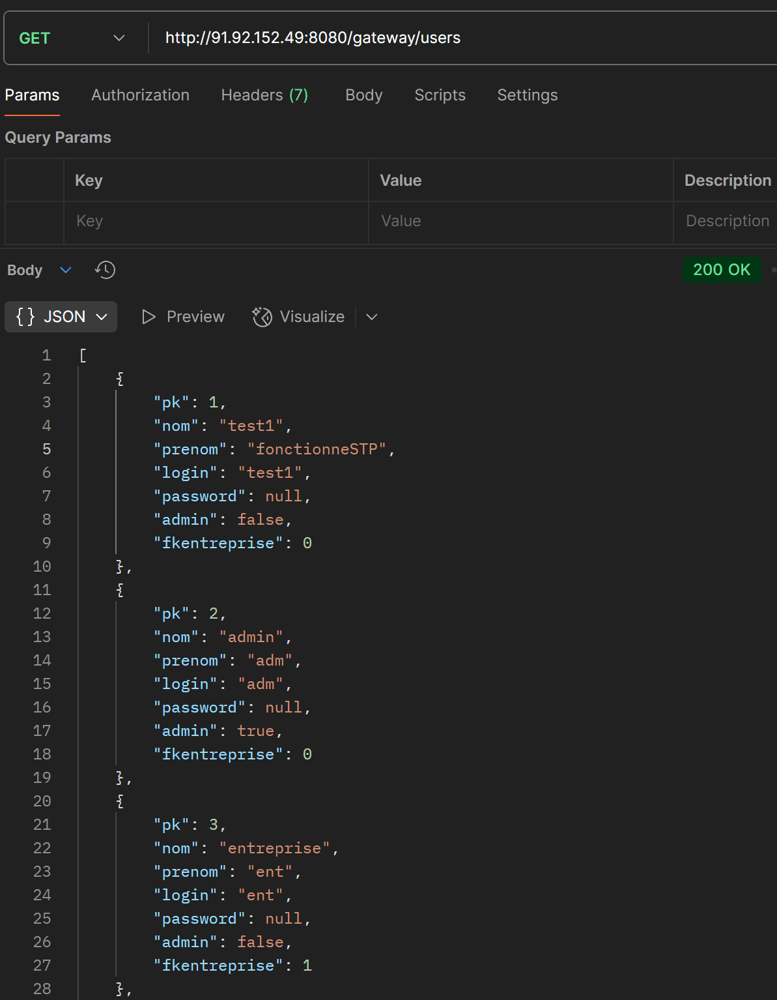 GET http://91.92.152.49:8080/gateway/users
Params Authorization Headers (7) Body Scripts Settings
Query Params
Key Value Description
Key Value Description
Body 200 OK
{ } JSON Preview Visualize
1 [
2 {
3 "pk": 1,
4 "nom": "test1",
5 "prenom": "fonctionneSTP",
6 "login": "test1",
7 "password": null,
8 "admin": false,
9 "fkentreprise": 0
10 },
11 {
12 "pk": 2,
13 "nom": "admin",
14 "prenom": "adm",
15 "login": "adm",
16 "password": null,
17 "admin": true,
18 "fkentreprise": 0
19 },
20 {
21 "pk": 3,
22 "nom": "entreprise",
23 "prenom": "ent",
24 "login": "ent",
25 "password": null,
26 "admin": false,
27 "fkentreprise": 1
28 },